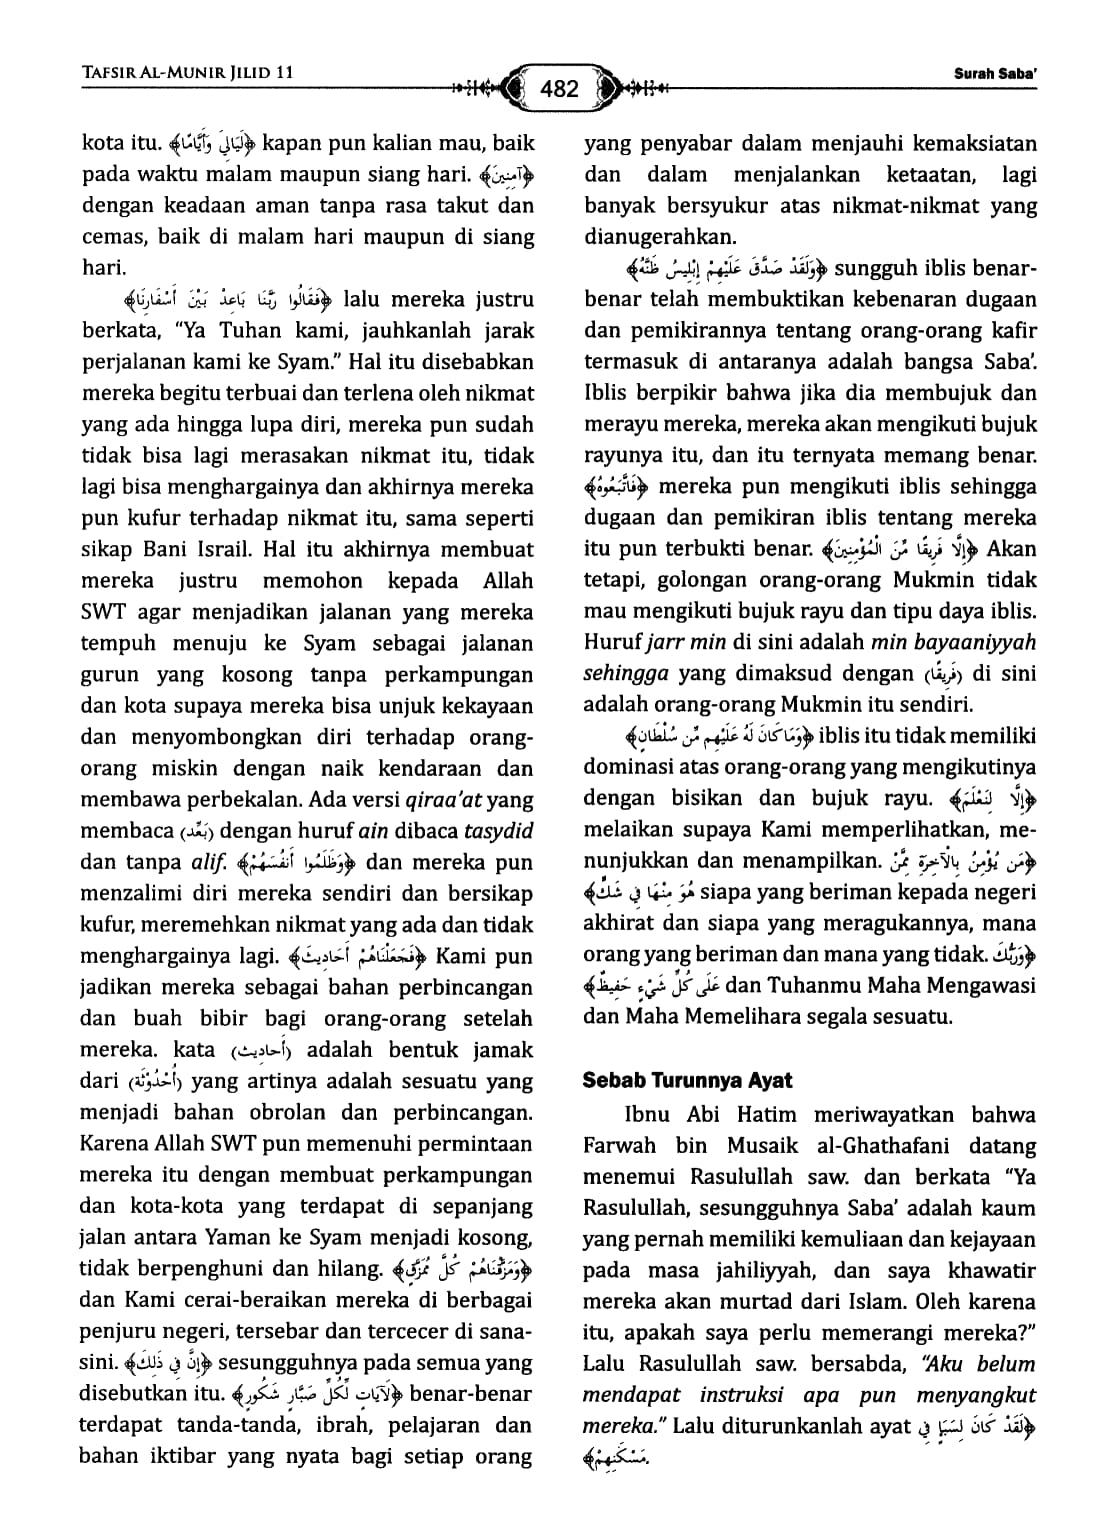 TAFSIR AL-MUNIR JILID 11
482
Surah Saba'
kota itu. ﴿لَيَالِيَ وَأَيَّامًا﴾ kapan pun kalian mau, baik
pada waktu malam maupun siang hari. ﴿آمِنِينَ﴾
dengan keadaan aman tanpa rasa takut dan
cemas, baik di malam hari maupun di siang
hari.
﴿فَقَالُوا رَبَّنَا بَاعِدْ بَيْنَ أَسْفَارِنَا﴾ lalu mereka justru
berkata, “Ya Tuhan kami, jauhkanlah jarak
perjalanan kami ke Syam.” Hal itu disebabkan
mereka begitu terbuai dan terlena oleh nikmat
yang ada hingga lupa diri, mereka pun sudah
tidak bisa lagi merasakan nikmat itu, tidak
lagi bisa menghargainya dan akhirnya mereka
pun kufur terhadap nikmat itu, sama seperti
sikap Bani Israil. Hal itu akhirnya membuat
mereka justru memohon kepada Allah
SWT agar menjadikan jalanan yang mereka
tempuh menuju ke Syam sebagai jalanan
gurun yang kosong tanpa perkampungan
dan kota supaya mereka bisa unjuk kekayaan
dan menyombongkan diri terhadap orang-
orang miskin dengan naik kendaraan dan
membawa perbekalan. Ada versi qiraa'at yang
membaca (بَعِّدْ) dengan huruf ain dibaca tasydid
dan tanpa alif. ﴿وَظَلَمُوا أَنفُسَهُمْ﴾ dan mereka pun
menzalimi diri mereka sendiri dan bersikap
kufur, meremehkan nikmat yang ada dan tidak
menghargainya lagi. ﴿فَجَعَلْنَاهُمْ أَحَادِيثَ﴾ Kami pun
jadikan mereka sebagai bahan perbincangan
dan buah bibir bagi orang-orang setelah
mereka. kata (أَحَادِيث) adalah bentuk jamak
dari (أُحْدُوثَة) yang artinya adalah sesuatu yang
menjadi bahan obrolan dan perbincangan.
Karena Allah SWT pun memenuhi permintaan
mereka itu dengan membuat perkampungan
dan kota-kota yang terdapat di sepanjang
jalan antara Yaman ke Syam menjadi kosong,
tidak berpenghuni dan hilang. ﴿وَمَزَّقْنَاهُمْ كُلَّ مُمَزَّقٍ﴾
dan Kami cerai-beraikan mereka di berbagai
penjuru negeri, tersebar dan tercecer di sana-
sini. ﴿إِنَّ فِي ذَلِكَ﴾ sesungguhnya pada semua yang
disebutkan itu. ﴿لَآيَاتٍ لِّكُلِّ صَبَّارٍ شَكُورٍ﴾ benar-benar
terdapat tanda-tanda, ibrah, pelajaran dan
bahan iktibar yang nyata bagi setiap orang
yang penyabar dalam menjauhi kemaksiatan
dan dalam menjalankan ketaatan, lagi
banyak bersyukur atas nikmat-nikmat yang
dianugerahkan.
﴿وَلَقَدْ صَدَّقَ عَلَيْهِمْ إِبْلِيسُ ظَنَّهُ﴾ sungguh iblis benar-
benar telah membuktikan kebenaran dugaan
dan pemikirannya tentang orang-orang kafir
termasuk di antaranya adalah bangsa Saba'.
Iblis berpikir bahwa jika dia membujuk dan
merayu mereka, mereka akan mengikuti bujuk
rayunya itu, dan itu ternyata memang benar.
﴿فَاتَّبَعُوهُ﴾ mereka pun mengikuti iblis sehingga
dugaan dan pemikiran iblis tentang mereka
itu pun terbukti benar. ﴿إِلَّا فَرِيقًا مِّنَ الْمُؤْمِنِينَ﴾ Akan
tetapi, golongan orang-orang Mukmin tidak
mau mengikuti bujuk rayu dan tipu daya iblis.
Huruf jarr min di sini adalah min bayaaniyyah
sehingga yang dimaksud dengan (فَرِيقًا) di sini
adalah orang-orang Mukmin itu sendiri.
﴿وَمَا كَانَ لَهُ عَلَيْهِم مِّن سُلْطَانٍ﴾ iblis itu tidak memiliki
dominasi atas orang-orang yang mengikutinya
dengan bisikan dan bujuk rayu. ﴿إِلَّا لِنَعْلَمَ﴾
melaikan supaya Kami memperlihatkan, me-
nunjukkan dan menampilkan. ﴿مَن يُؤْمِنُ بِالْآخِرَةِ مِمَّنْ
هُوَ مِنْهَا فِي شَكٍّ﴾ siapa yang beriman kepada negeri
akhirat dan siapa yang meragukannya, mana
orang yang beriman dan mana yang tidak. ﴿وَرَبُّكَ
عَلَى كُلِّ شَيْءٍ حَفِيظٌ﴾ dan Tuhanmu Maha Mengawasi
dan Maha Memelihara segala sesuatu.
Sebab Turunnya Ayat
Ibnu Abi Hatim meriwayatkan bahwa
Farwah bin Musaik al-Ghathafani datang
menemui Rasulullah saw. dan berkata “Ya
Rasulullah, sesungguhnya Saba' adalah kaum
yang pernah memiliki kemuliaan dan kejayaan
pada masa jahiliyyah, dan saya khawatir
mereka akan murtad dari Islam. Oleh karena
itu, apakah saya perlu memerangi mereka?”
Lalu Rasulullah saw. bersabda, “Aku belum
mendapat instruksi apa pun menyangkut
mereka.” Lalu diturunkanlah ayat ﴿لَقَدْ كَانَ لِسَبَإٍ فِي
مَسْكَنِهِمْ﴾.